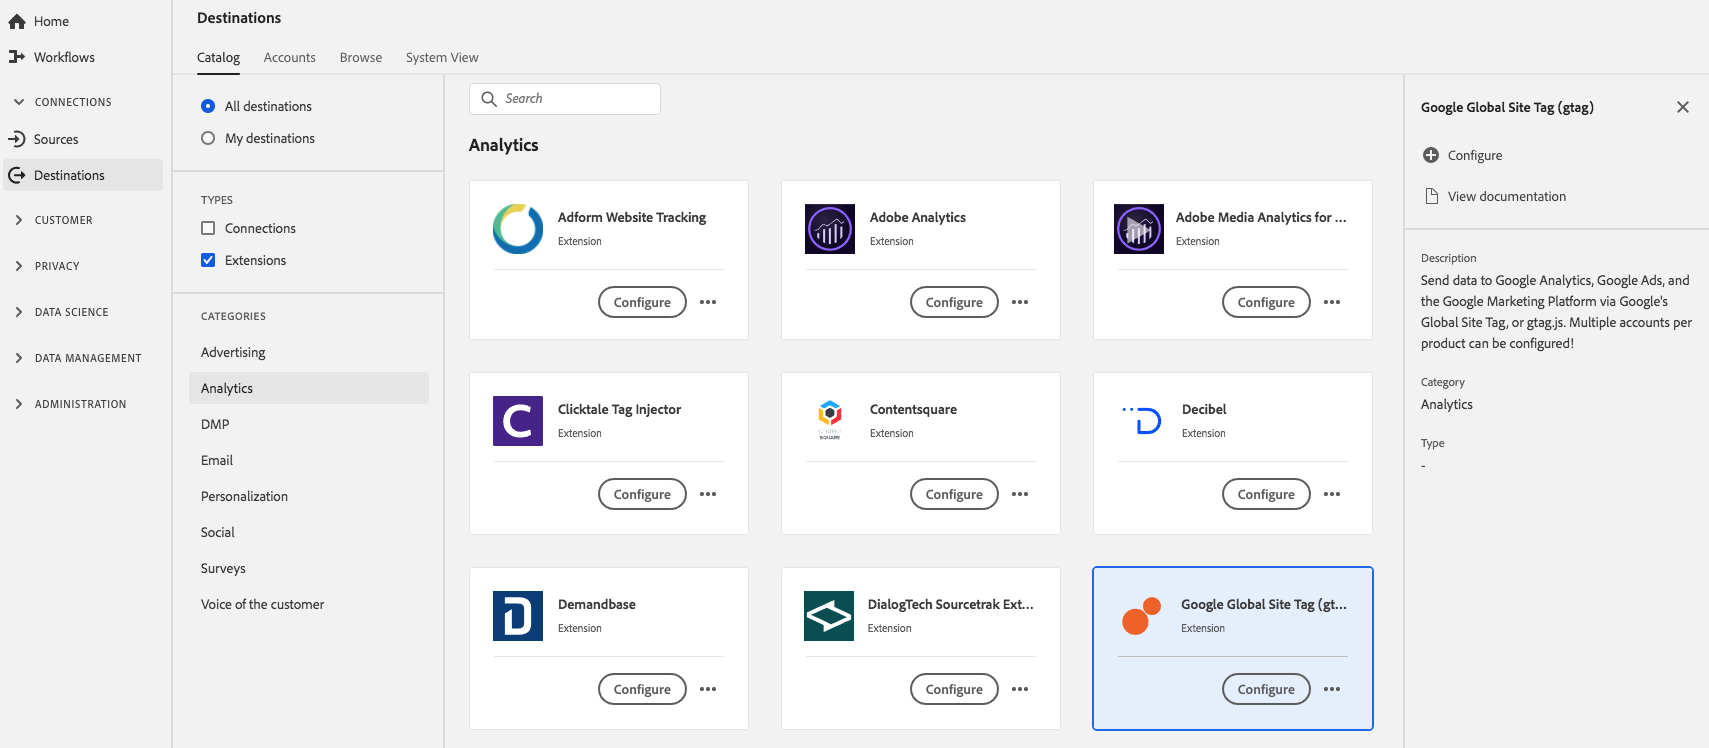 Home
Workflows
CONNECTIONS
Sources
Destinations
CUSTOMER
PRIVACY
DATA SCIENCE
DATA MANAGEMENT
ADMINISTRATION
Destinations
Catalog Accounts Browse System View
All destinations
My destinations
TYPES
Connections
Extensions
CATEGORIES
Advertising
Analytics
DMP
Email
Personalization
Social
Surveys
Voice of the customer
Search
Analytics
Adform Website Tracking
Extension
Configure
Adobe Analytics
Extension
Configure
Adobe Media Analytics for ...
Extension
Configure
Clicktale Tag Injector
Extension
Configure
CONTENT
SQUARE
Contentsquare
Extension
Configure
Decibel
Extension
Configure
Demandbase
Extension
Configure
DialogTech Sourcetrak Ext...
Extension
Configure
Google Global Site Tag (gt...
Extension
Configure
Google Global Site Tag (gtag)
Configure
View documentation
Description
Send data to Google Analytics, Google Ads, and
the Google Marketing Platform via Google's
Global Site Tag, or gtag.js. Multiple accounts per
product can be configured!
Category
Analytics
Type
-